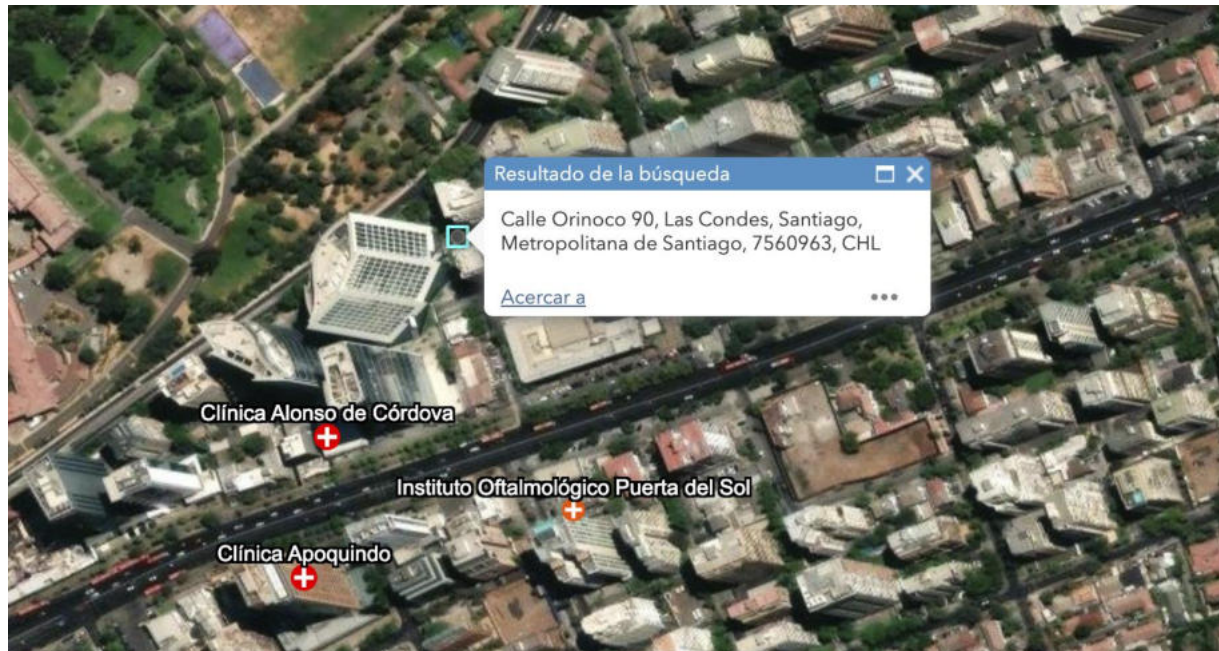 Resultado de la búsqueda
Calle Orinoco 90, Las Condes, Santiago,
Metropolitana de Santiago, 7560963, CHL
Acercar a
Clínica Alonso de Córdova
Instituto Oftalmológico Puerta del Sol
Clínica Apoquindo